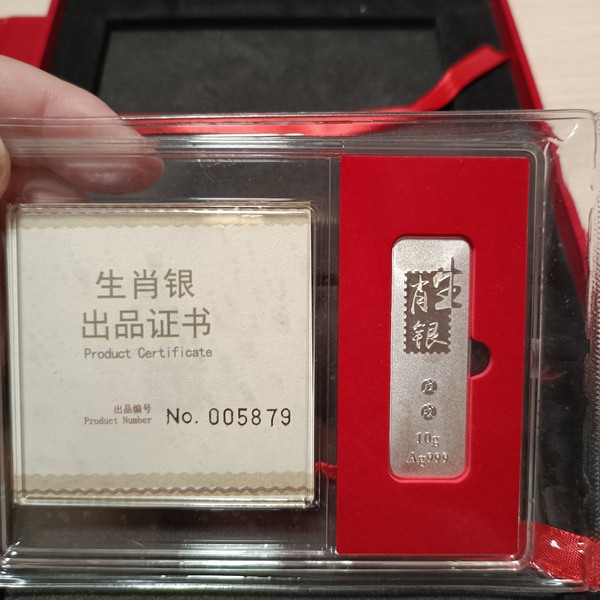 生肖银
出品证书
Product Certificate
出品编号
Product Number
No. 005879
生
肖
银
10g
Ag999